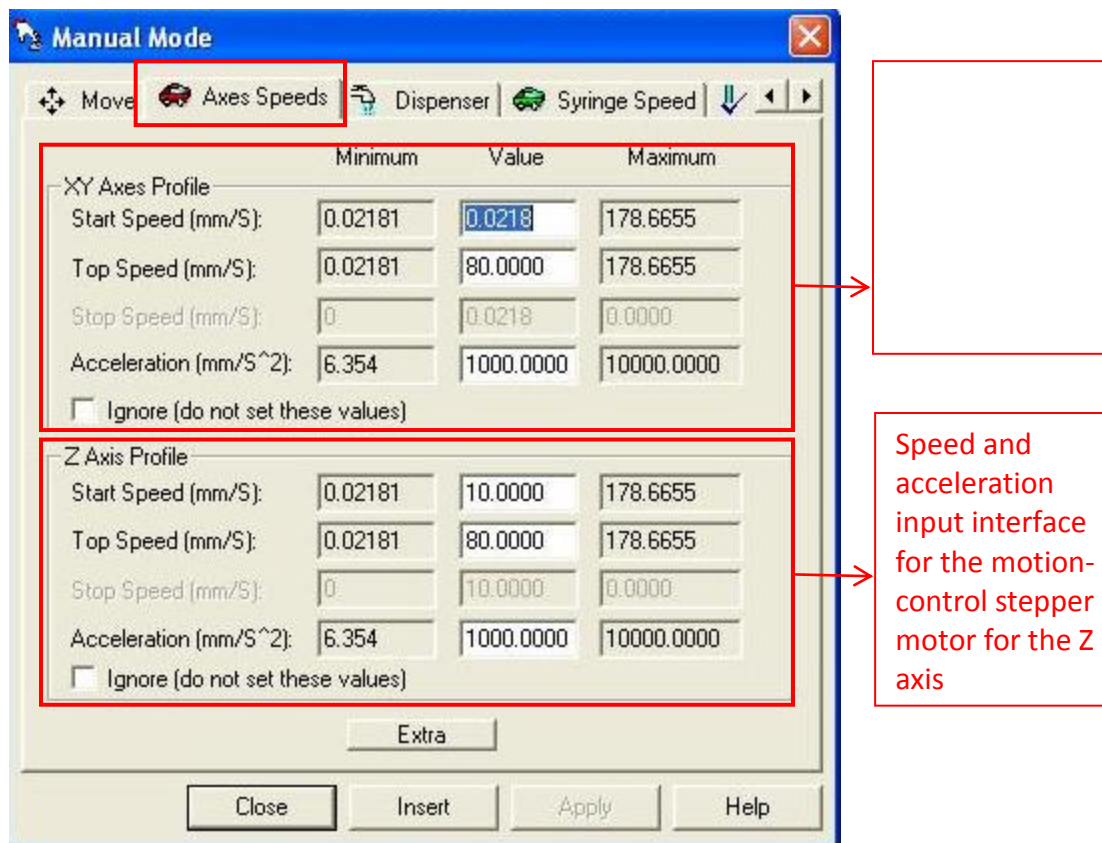 Manual Mode
Move Axes Speeds Dispenser Syringe Speed
Minimum Value Maximum
XY Axes Profile
Start Speed (mm/S): 0.02181 0.0218 178.6655
Top Speed (mm/S): 0.02181 80.0000 178.6655
Stop Speed (mm/S): 0 0.0218 0.0000
Acceleration (mm/S^2): 6.354 1000.0000 10000.0000
Ignore (do not set these values)
Z Axis Profile
Start Speed (mm/S): 0.02181 10.0000 178.6655
Top Speed (mm/S): 0.02181 80.0000 178.6655
Stop Speed (mm/S): 0 10.0000 0.0000
Acceleration (mm/S^2): 6.354 1000.0000 10000.0000
Ignore (do not set these values)
Extra
Close Insert Apply Help
Speed and
acceleration
input interface
for the motion-
control stepper
motor for the Z
axis